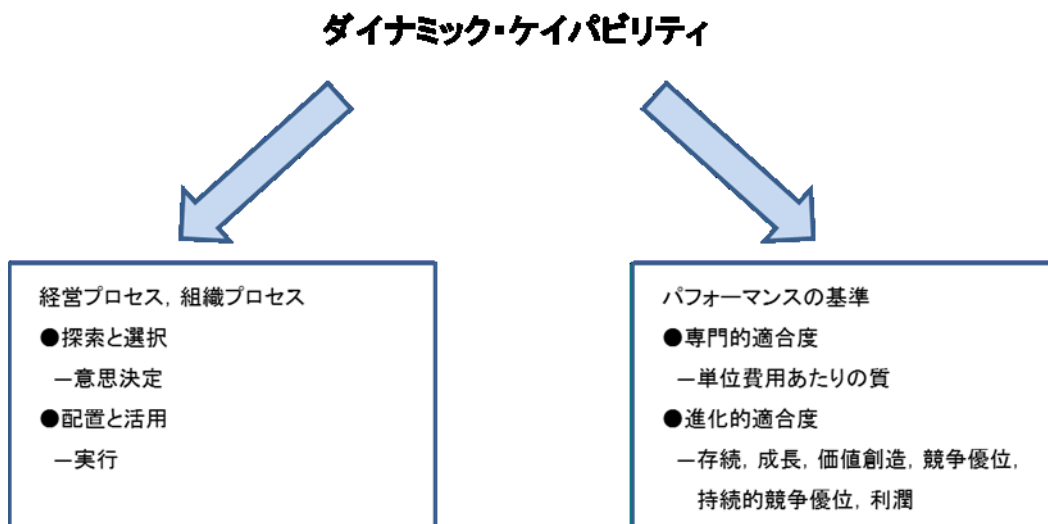 ダイナミック・ケイパビリティ
経営プロセス, 組織プロセス
●探索と選択
―意思決定
●配置と活用
―実行
パフォーマンスの基準
●専門的適合度
―単位費用あたりの質
●進化的適合度
―存続, 成長, 価値創造, 競争優位,
持続的競争優位, 利潤